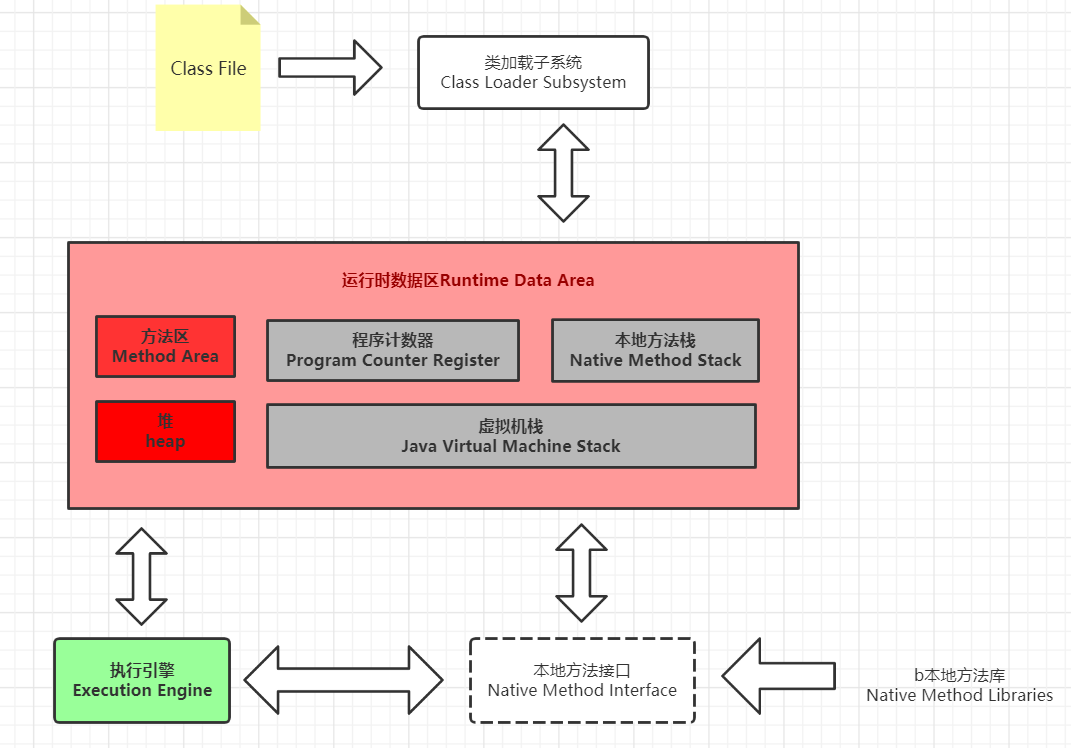 Class File
类加载子系统
Class Loader Subsystem
运行时数据区Runtime Data Area
方法区
Method Area
程序计数器
Program Counter Register
本地方法栈
Native Method Stack
堆
heap
虚拟机栈
Java Virtual Machine Stack
执行引擎
Execution Engine
本地方法接口
Native Method Interface
b本地方法库
Native Method Libraries